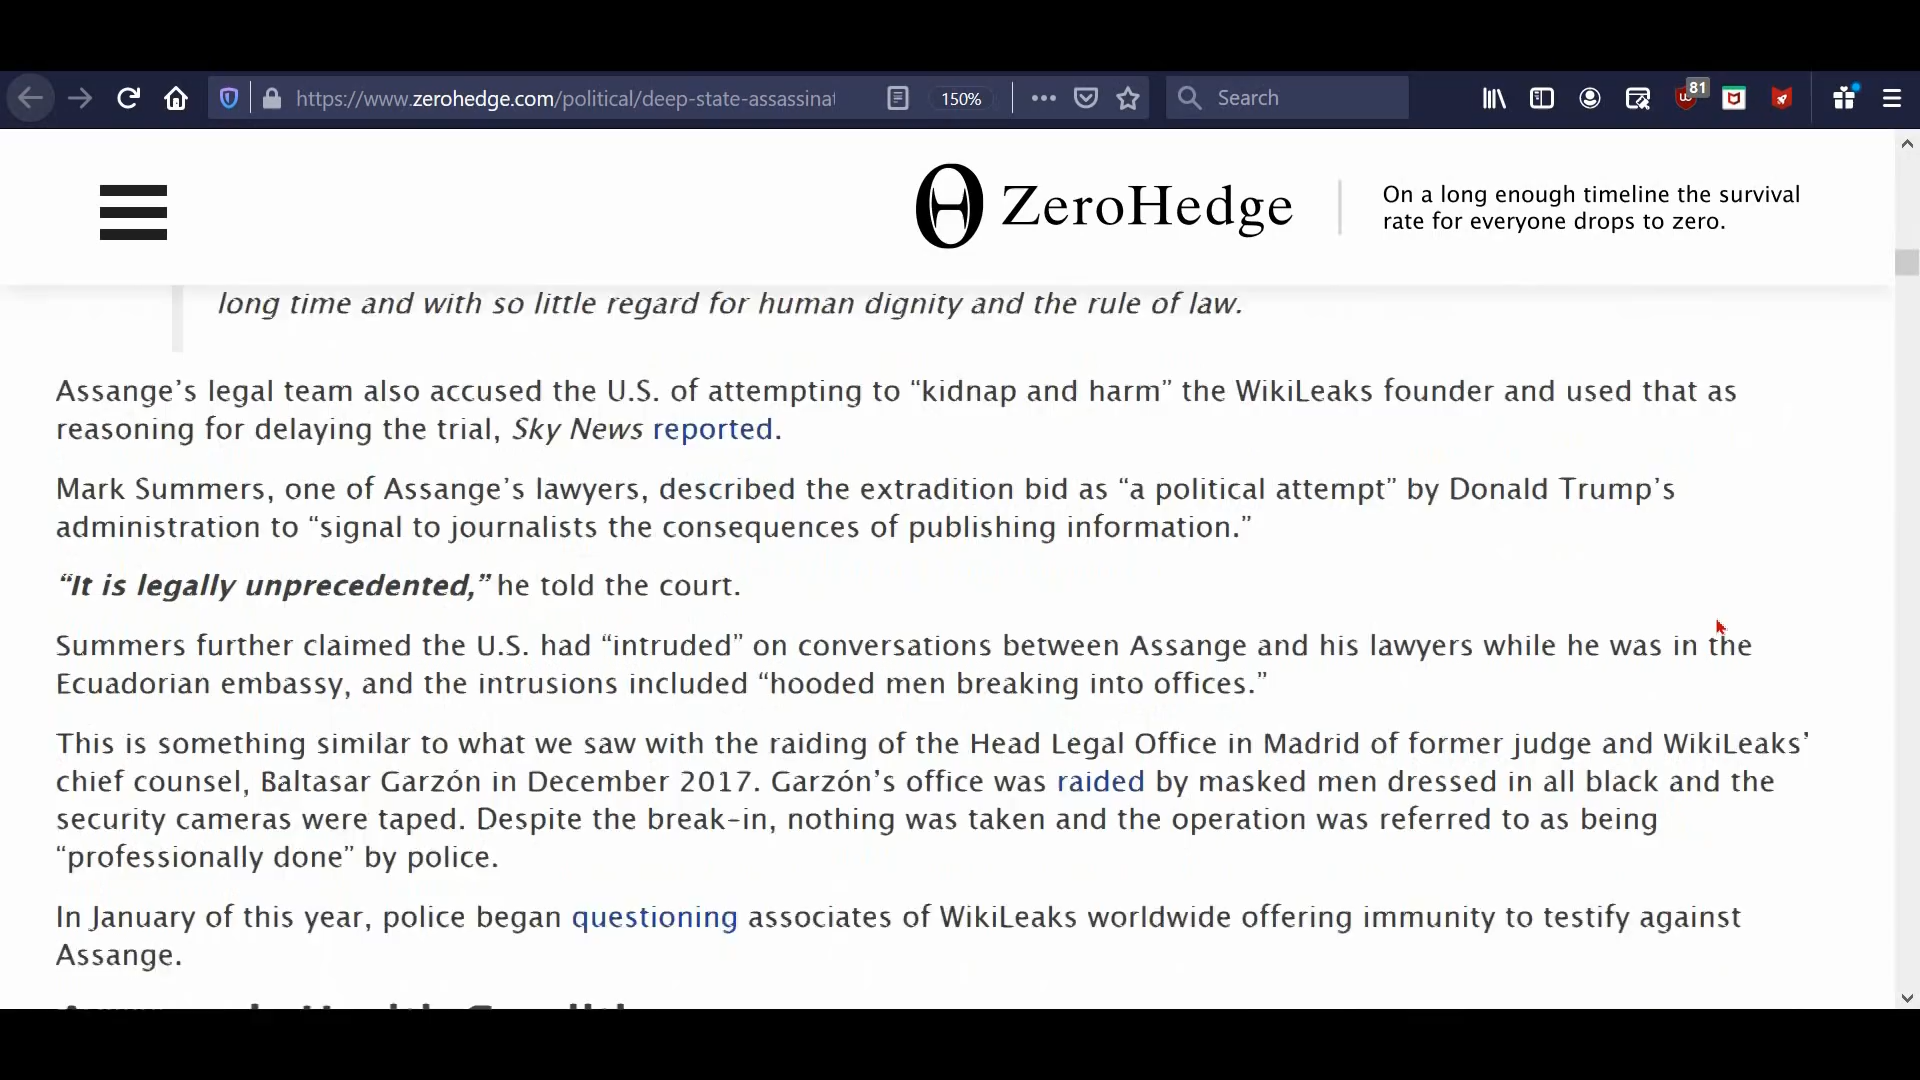 https://www.zerohedge.com/political/deep-state-assassinat
150%
Search
81
ZeroHedge
On a long enough timeline the survival
rate for everyone drops to zero.
long time and with so little regard for human dignity and the rule of law.
Assange’s legal team also accused the U.S. of attempting to “kidnap and harm” the WikiLeaks founder and used that as
reasoning for delaying the trial, Sky News reported.
Mark Summers, one of Assange’s lawyers, described the extradition bid as “a political attempt” by Donald Trump’s
administration to “signal to journalists the consequences of publishing information.”
“It is legally unprecedented,” he told the court.
Summers further claimed the U.S. had “intruded” on conversations between Assange and his lawyers while he was in the
Ecuadorian embassy, and the intrusions included “hooded men breaking into offices.”
This is something similar to what we saw with the raiding of the Head Legal Office in Madrid of former judge and WikiLeaks’
chief counsel, Baltasar Garzón in December 2017. Garzón’s office was raided by masked men dressed in all black and the
security cameras were taped. Despite the break-in, nothing was taken and the operation was referred to as being
“professionally done” by police.
In January of this year, police began questioning associates of WikiLeaks worldwide offering immunity to testify against
Assange.